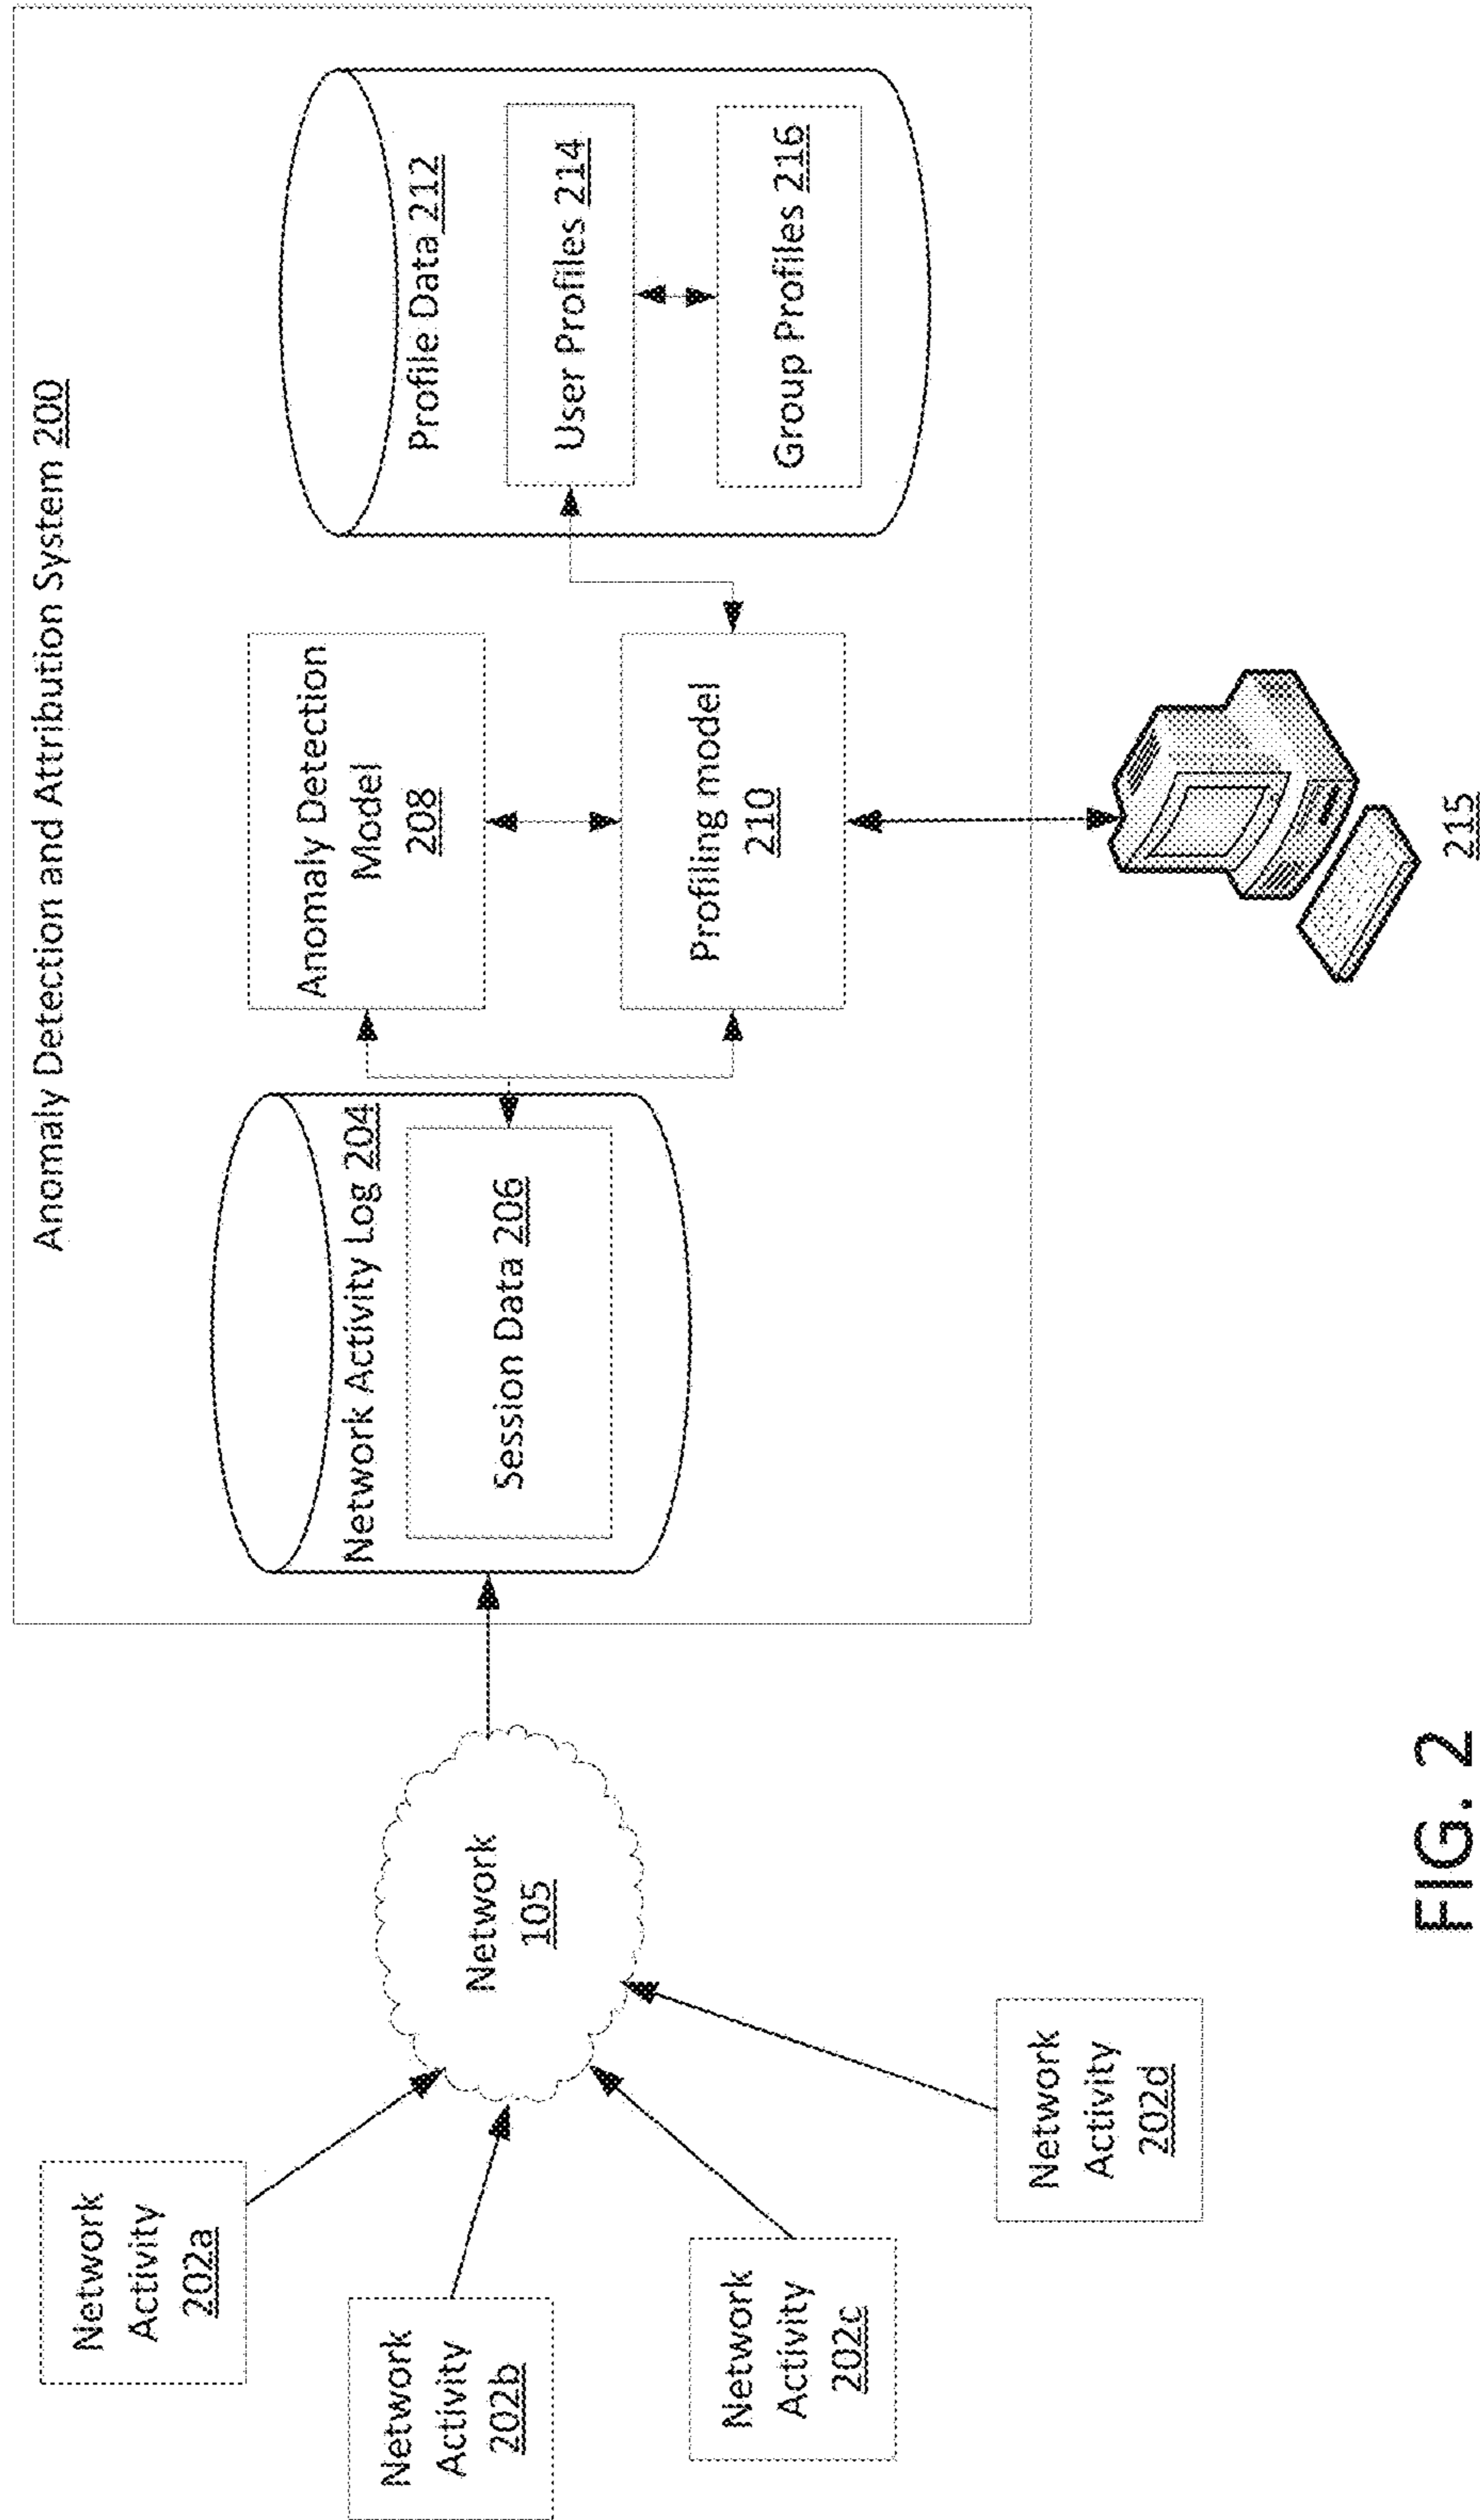 Anomaly Detection and Attribution System 200
Network
Activity
202a
Network
Activity
202b
Network
Activity
202c
Network
Activity
202d
Network
105
Network Activity Log 204
Session Data 206
Anomaly Detection
Model
208
Profiling model
210
Profile Data 212
User Profiles 214
Group Profiles 216
215
FIG. 2